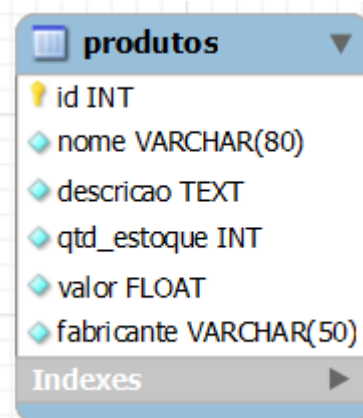 produtos
id INT
nome VARCHAR(80)
descricao TEXT
qtd_estoque INT
valor FLOAT
fabricante VARCHAR(50)
Indexes